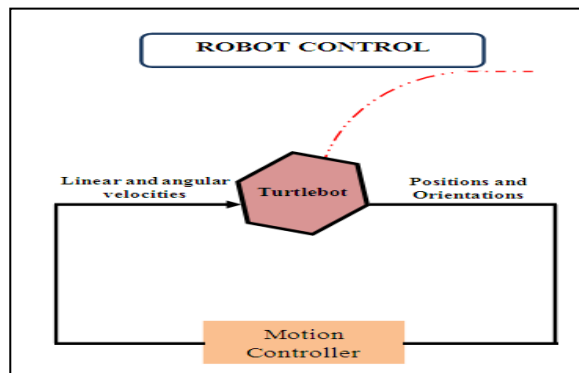 ROBOT CONTROL
Linear and angular
velocities
Turtlebot
Positions and
Orientations
Motion
Controller